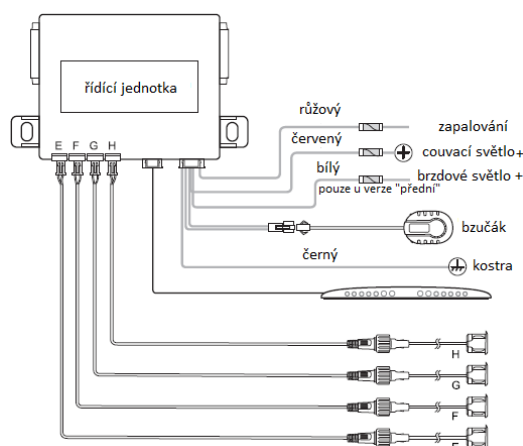 řídící jednotka
E F G H
růžový
zapalování
červený
couvací světlo+
bílý
brzdové světlo +
pouze u verze "přední"
bzučák
černý
kostra
H
G
F
E